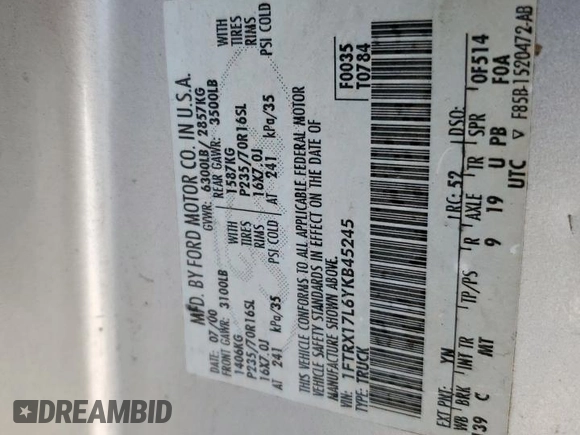 MFD. BY FORD MOTOR CO. IN U.S.A.
DATE: 07/00 GVWR: 6300LB/ 2857KG
FRONT GAWR: 3100LB REAR GAWR: 3500LB
1406KG WITH 1587KG WITH
P235/70R16SL TIRES P235/70R16SL TIRES
16X7.0J RIMS 16X7.0J RIMS
AT 241 kPa/35 PSI COLD AT 241 kPa/35 PSI COLD
THIS VEHICLE CONFORMS TO ALL APPLICABLE FEDERAL MOTOR
VEHICLE SAFETY STANDARDS IN EFFECT ON THE DATE OF
MANUFACTURE SHOWN ABOVE.
VIN: 1FTRX17L6YKB45245 F0035
TYPE: TRUCK T0784
EXT PNT: YN RC: 52 DSO:
WB BRK INT TR TP/PS R AXLE TR SPR 0F514
139 C MT 9 19 U PB F0A
UTC ▽ F85B-1520472-AB
DREAMBID